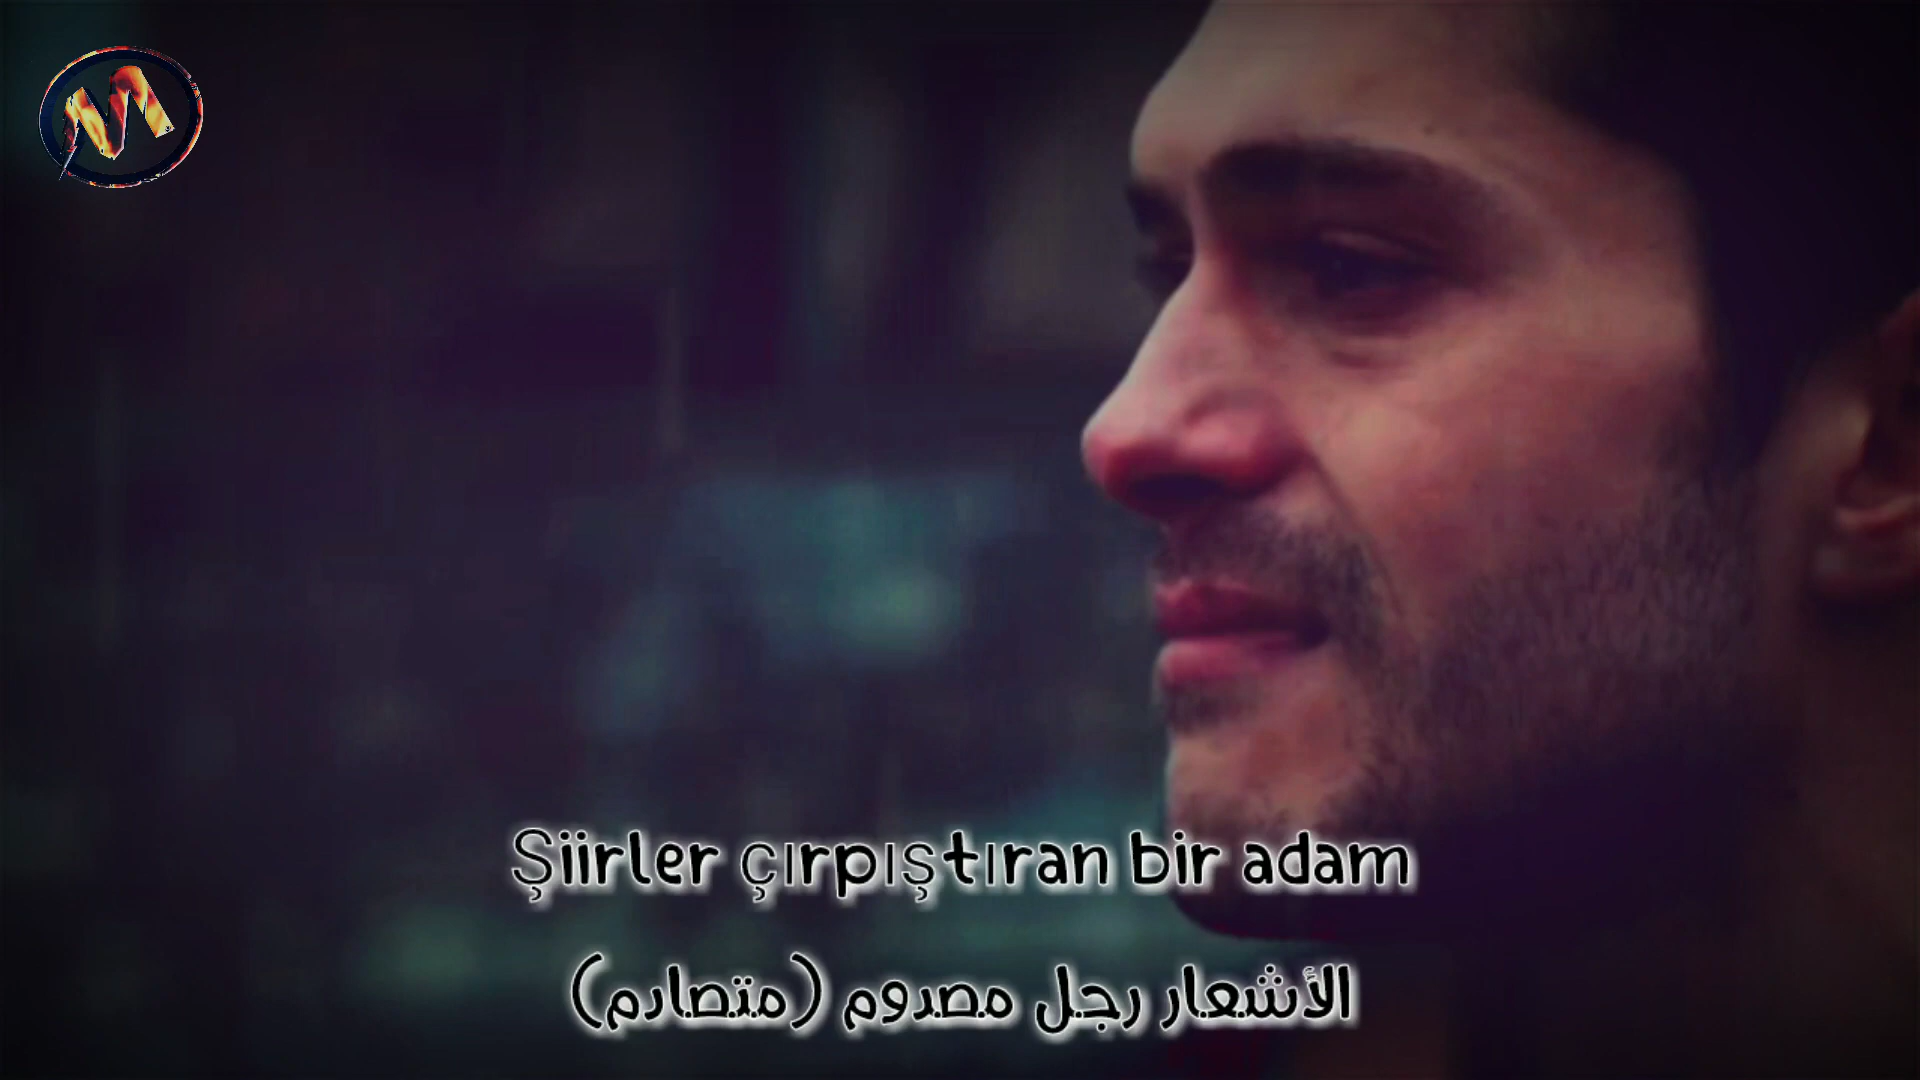 M
Şiirler çırpıştıran bir adam
الأشعار رجل مصدوم (متصادم)